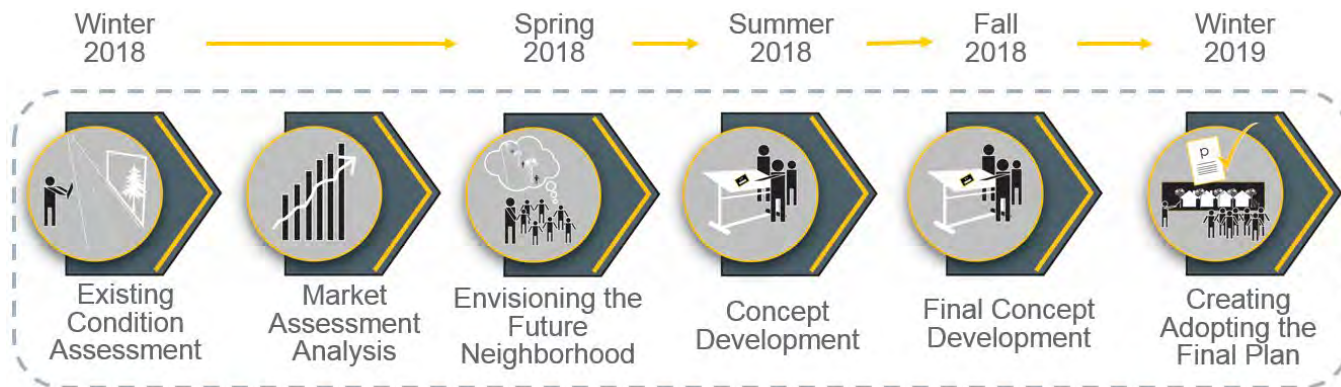 Winter
2018
Spring
2018
Summer
2018
Fall
2018
Winter
2019
p
Existing
Condition
Assessment
Market
Assessment
Analysis
Envisioning the
Future
Neighborhood
Concept
Development
Final Concept
Development
Creating
Adopting the
Final Plan